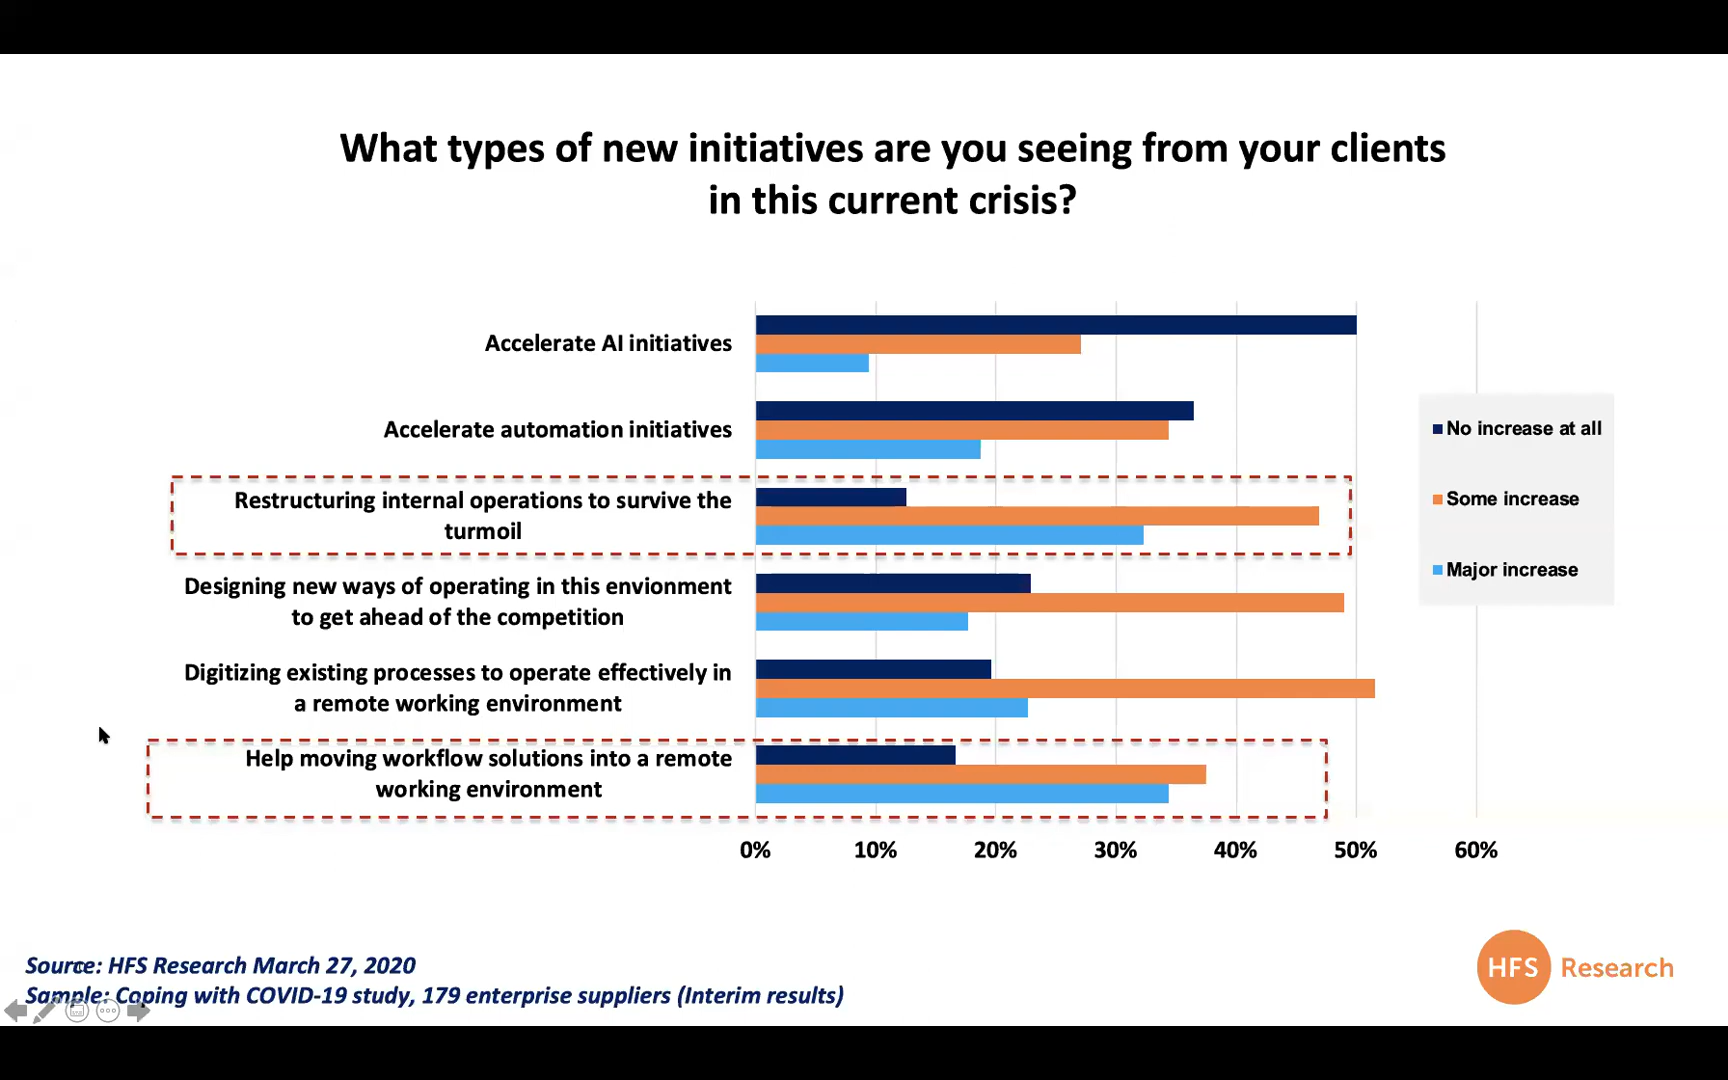 What types of new initiatives are you seeing from your clients
in this current crisis?
Accelerate AI initiatives
Accelerate automation initiatives
Restructuring internal operations to survive the
turmoil
Designing new ways of operating in this envionment
to get ahead of the competition
Digitizing existing processes to operate effectively in
a remote working environment
Help moving workflow solutions into a remote
working environment
0% 10% 20% 30% 40% 50% 60%
No increase at all
Some increase
Major increase
Source: HFS Research March 27, 2020
Sample: Coping with COVID-19 study, 179 enterprise suppliers (Interim results)
HFS Research